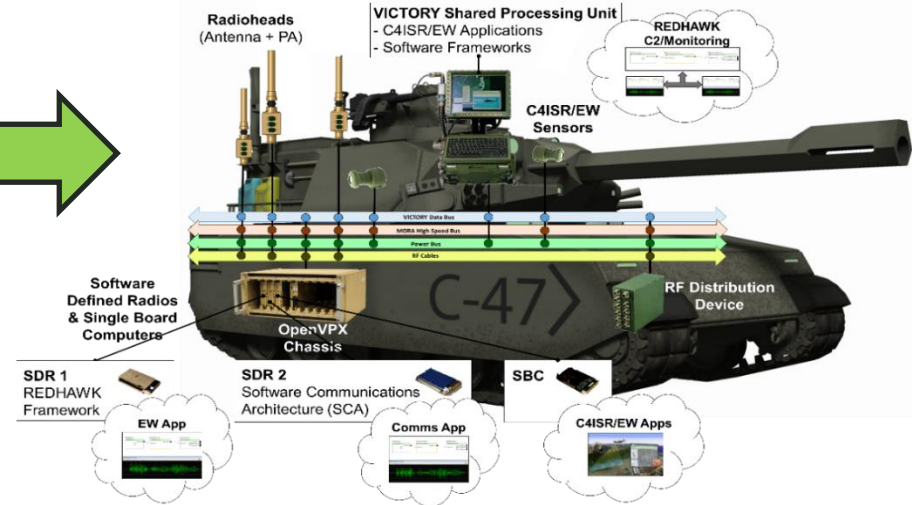 Radioheads
(Antenna + PA)
VICTORY Shared Processing Unit
- C4ISR/EW Applications
- Software Frameworks
REDHAWK
C2/Monitoring
C4ISR/EW
Sensors
VICTORY Data Bus
MORA High Speed Bus
Power Bus
RF Cables
Software
Defined Radios
& Single Board
Computers
OpenVPX
Chassis
C-47
RF Distribution
Device
SDR 1
REDHAWK
Framework
SDR 2
Software Communications
Architecture (SCA)
SBC
EW App
Comms App
C4ISR/EW Apps